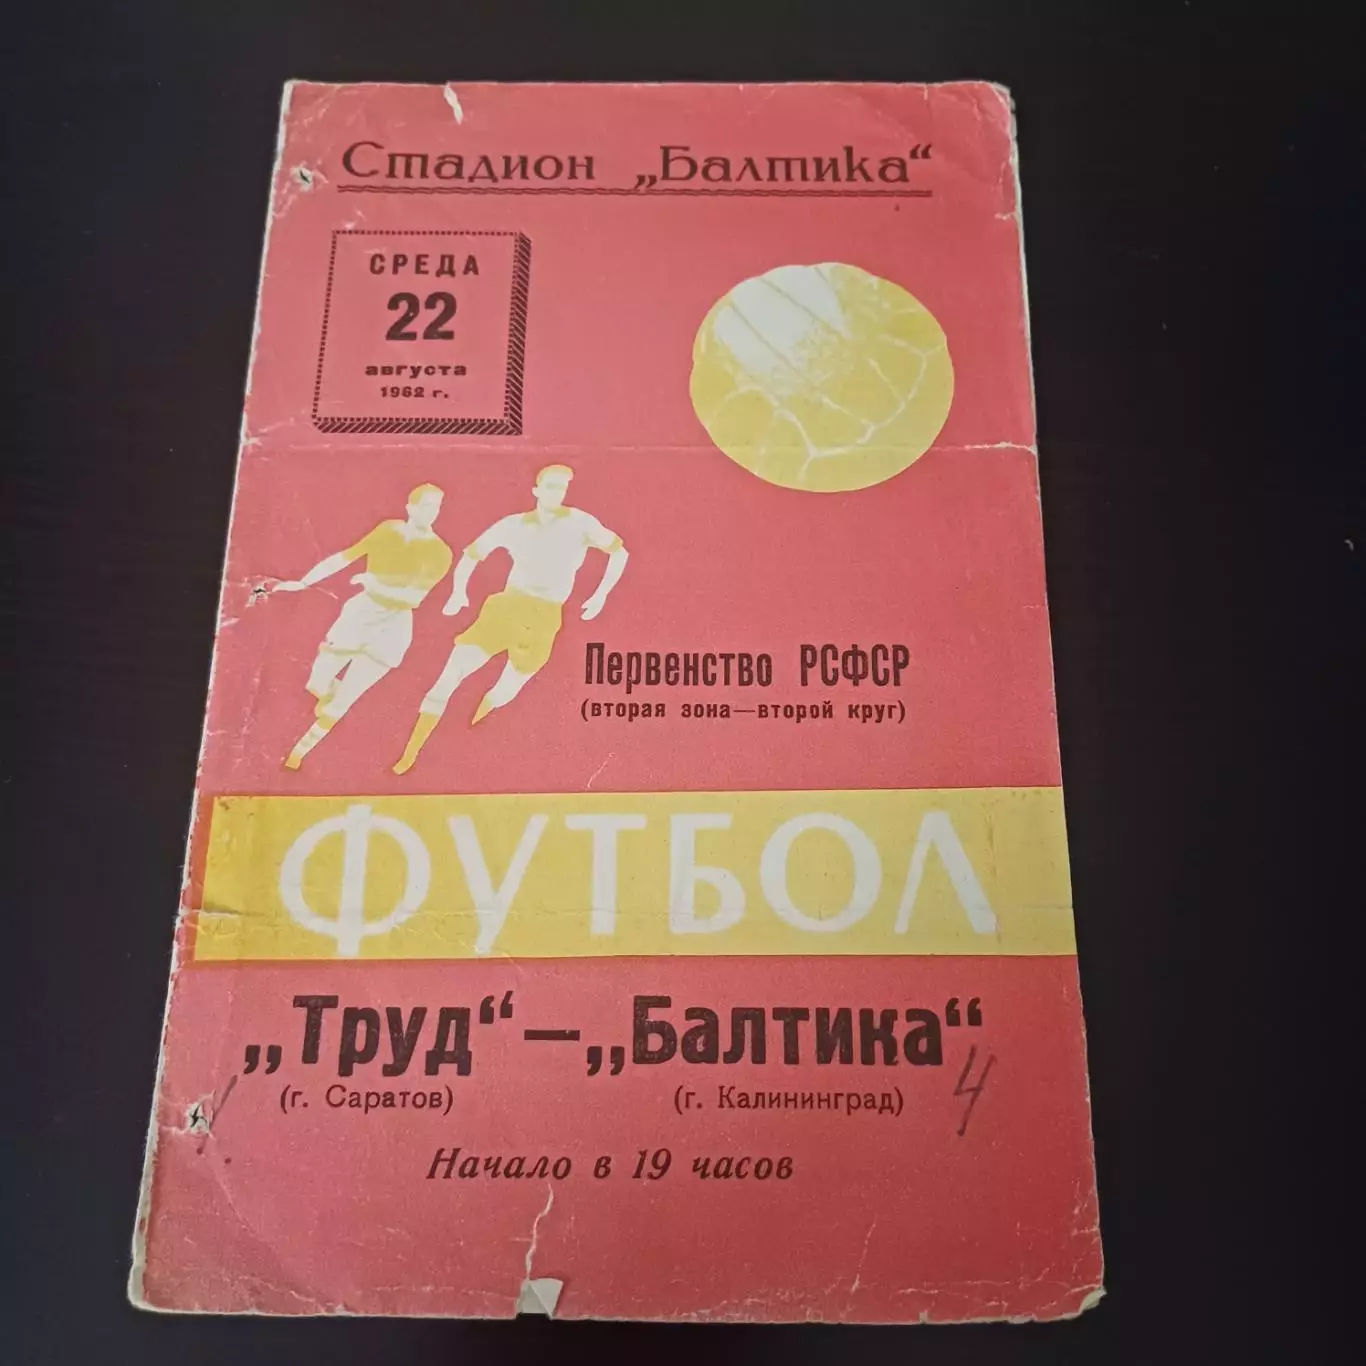 Стадион „Балтика“
СРЕДА
22
августа
1962 г.
Первенство РСФСР
(вторая зона—второй круг)
ФУТБОЛ
„Труд“ — „Балтика“
(г. Саратов) (г. Калининград) 4
Начало в 19 часов